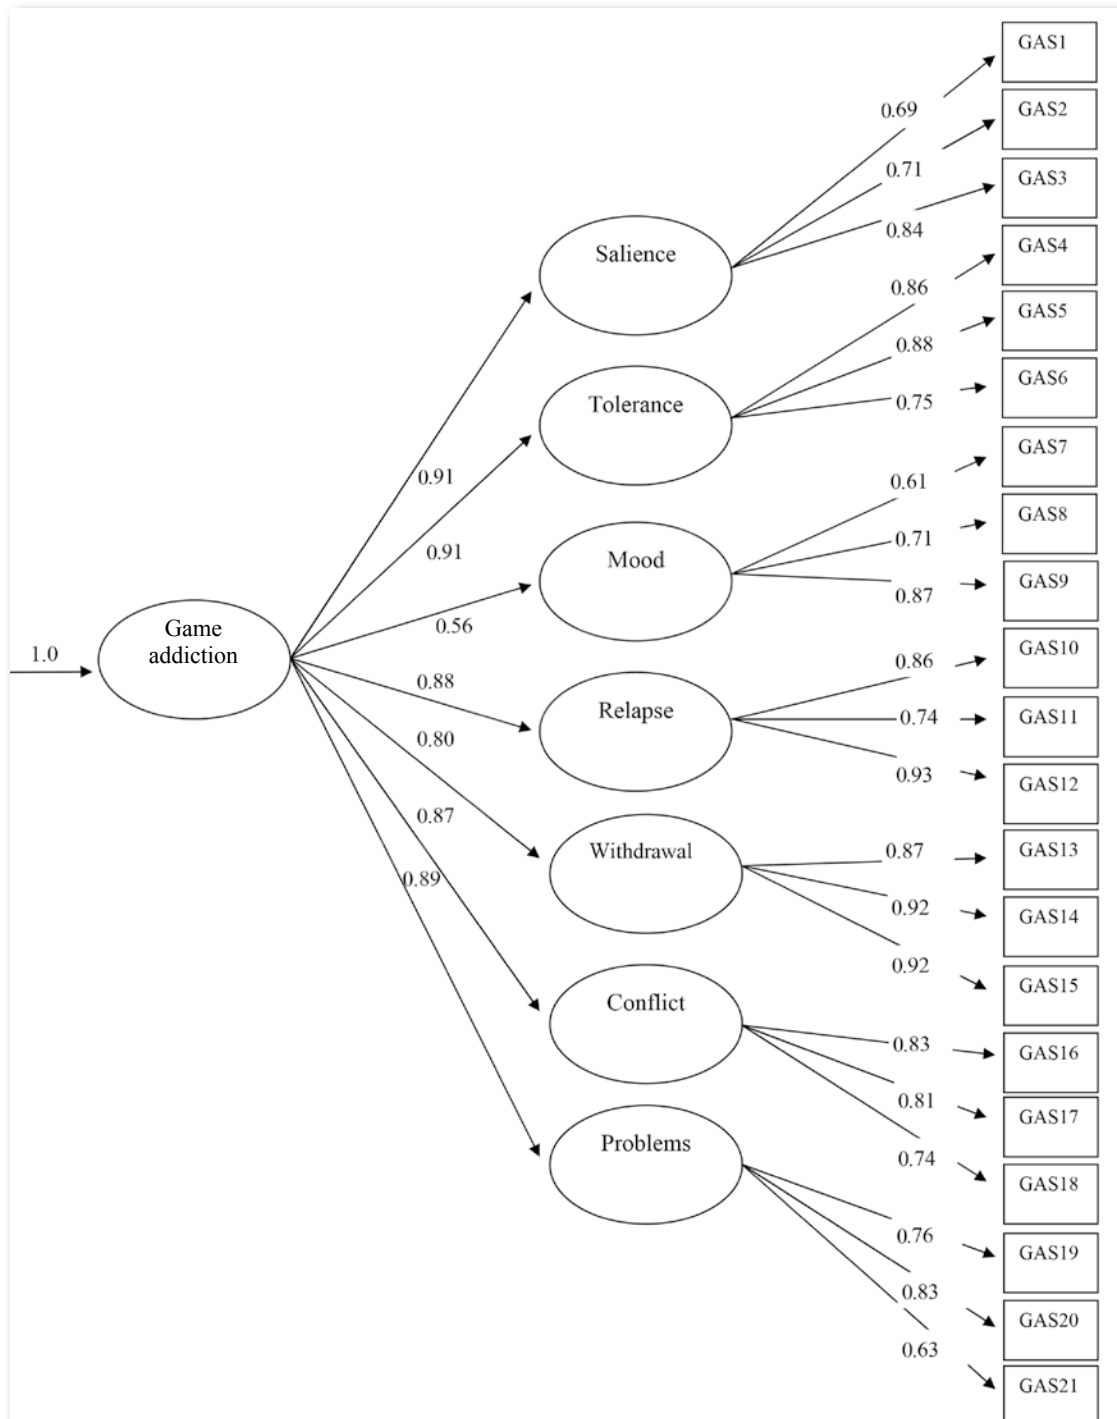 GAS1
0.69
GAS2
0.71
GAS3
0.84
Salience
GAS4
0.86
GAS5
0.88
GAS6
0.75
Tolerance
0.91
GAS7
0.61
GAS8
0.71
GAS9
0.87
Mood
0.91
0.56
Game
addiction
1.0
GAS10
0.86
GAS11
0.74
GAS12
0.93
Relapse
0.88
0.80
0.87
0.89
Withdrawal
GAS13
0.87
GAS14
0.92
GAS15
0.92
Conflict
GAS16
0.83
GAS17
0.81
GAS18
0.74
Problems
GAS19
0.76
GAS20
0.83
GAS21
0.63